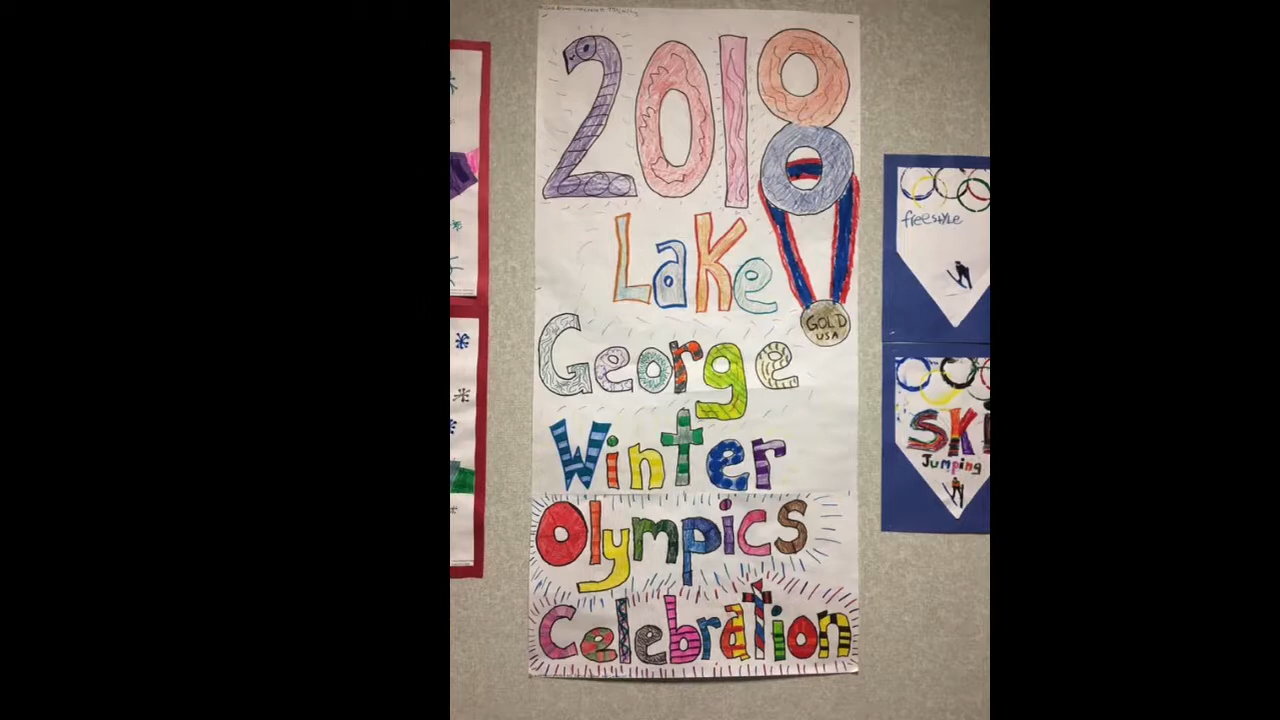 2018
Lake
GOLD
USA
George
Winter
Olympics
Celebration
freestyle
SKI
Jumping